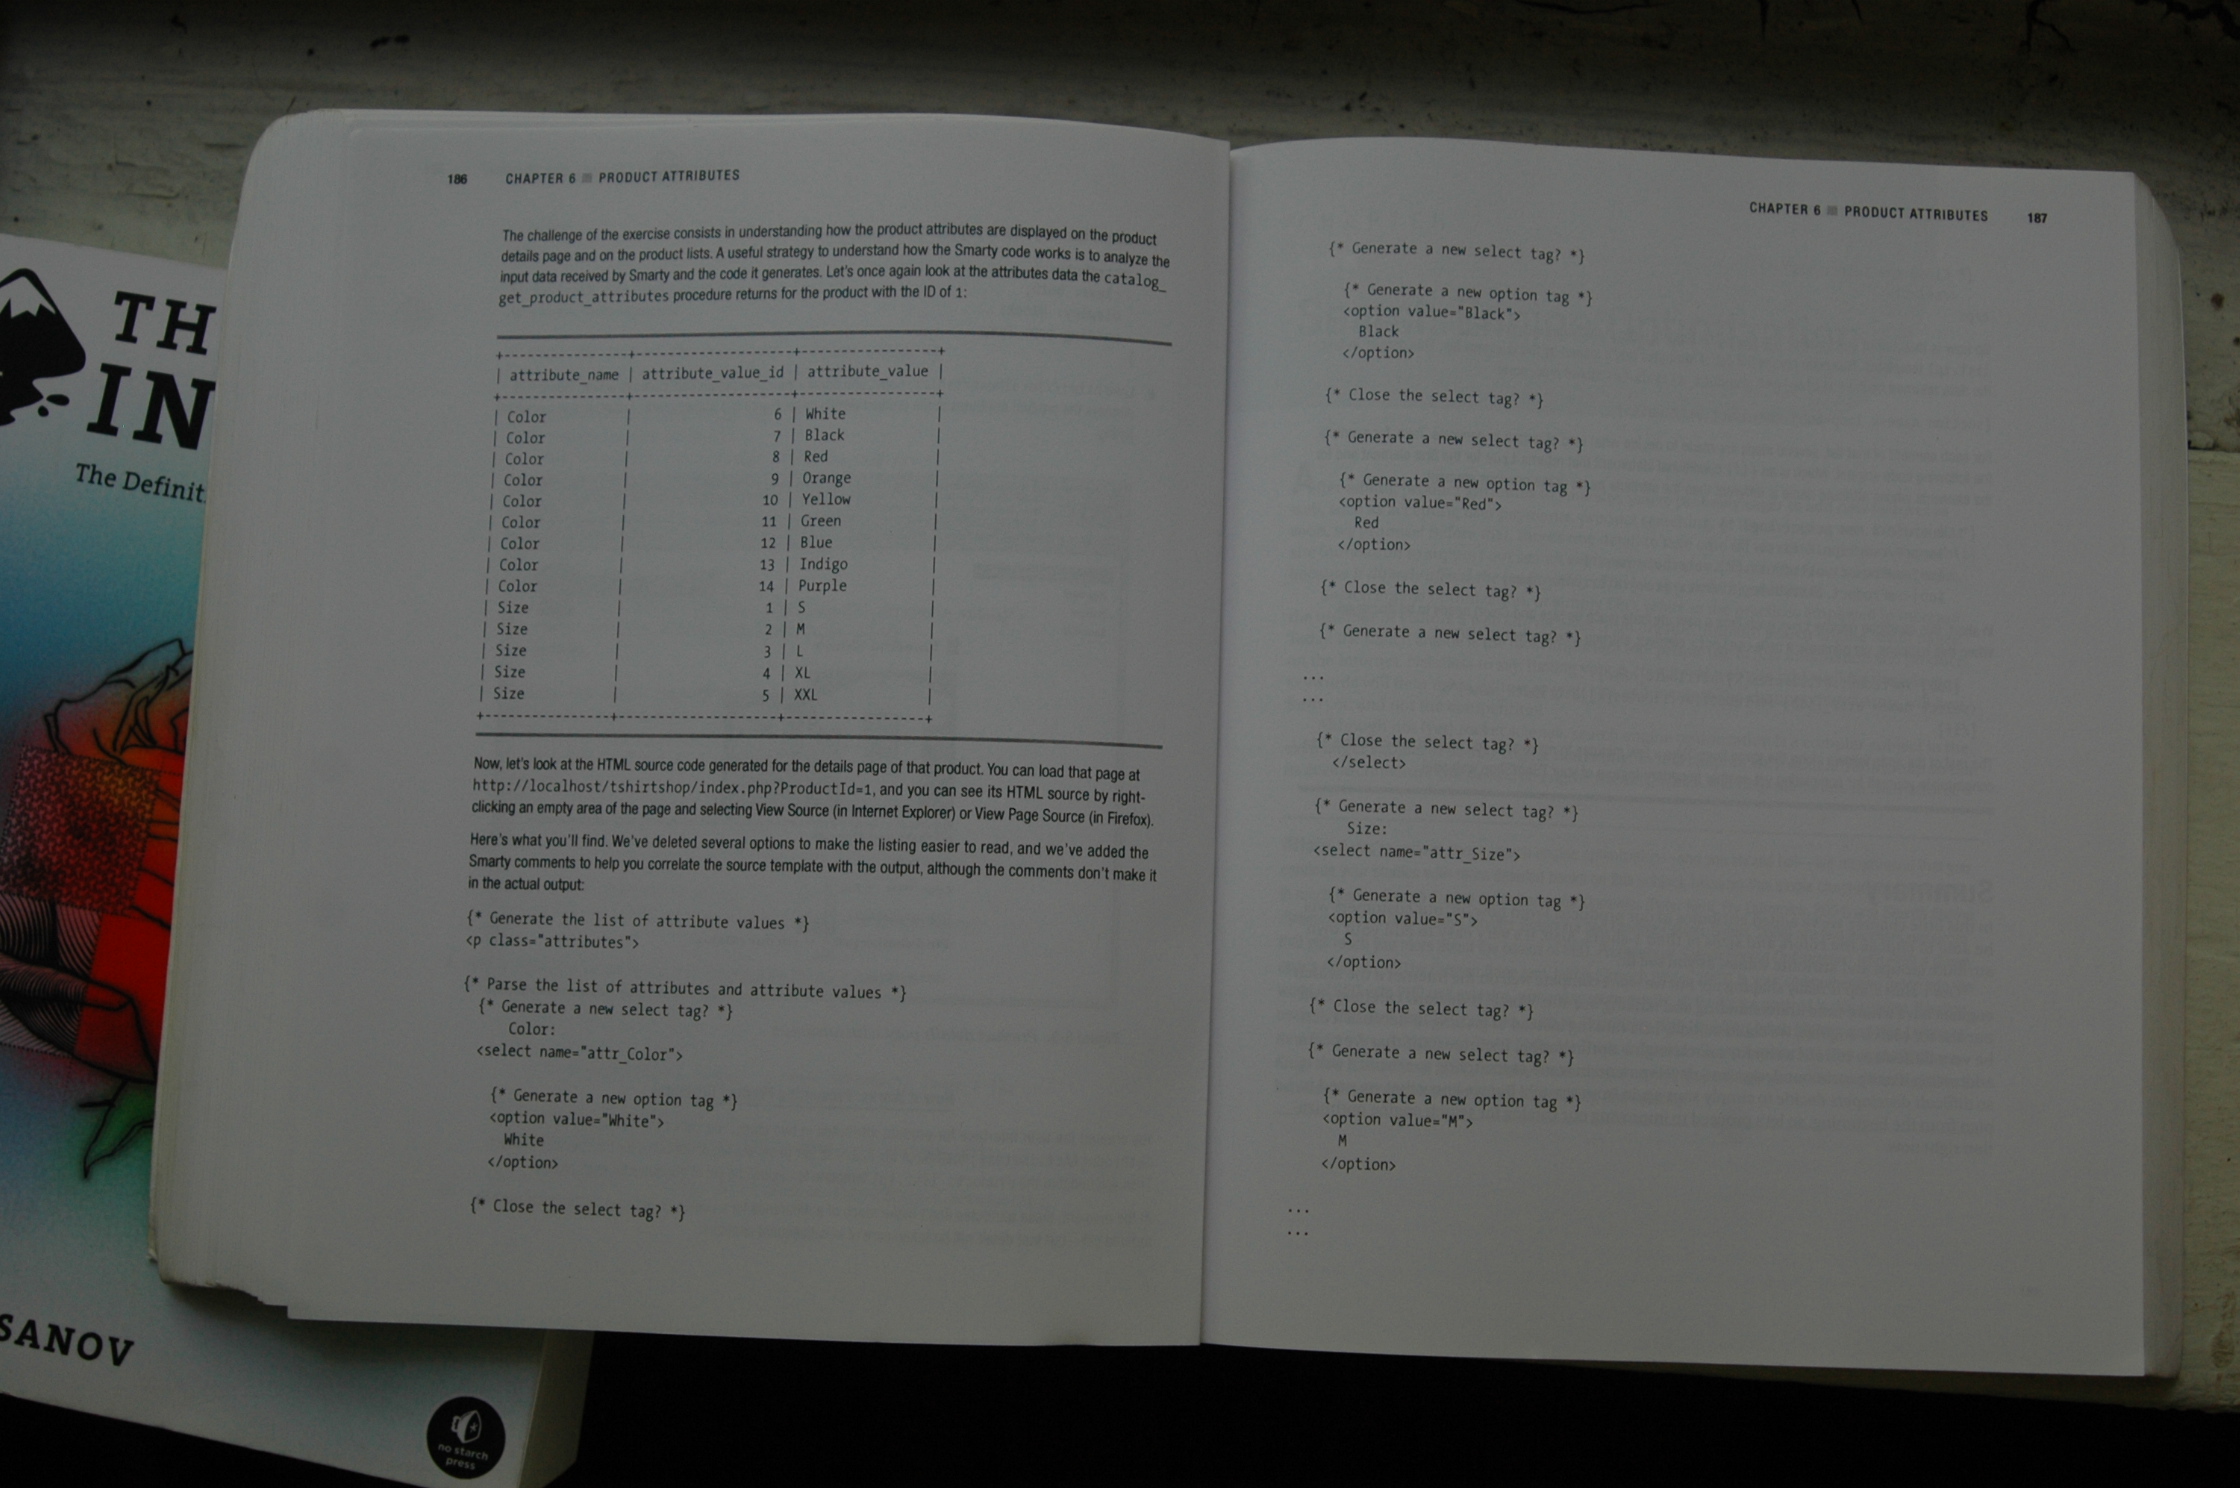 186 CHAPTER 6 PRODUCT ATTRIBUTES
The challenge of the exercise consists in understanding how the product attributes are displayed on the product
details page and on the product lists. A useful strategy to understand how the Smarty code works is to analyze the
input data received by Smarty and the code it generates. Let's once again look at the attributes data the catalog_
get_product_attributes procedure returns for the product with the ID of 1:
+----------------+--------------------+-----------------+
| attribute_name | attribute_value_id | attribute_value |
+----------------+--------------------+-----------------+
| Color | 6 | White |
| Color | 7 | Black |
| Color | 8 | Red |
| Color | 9 | Orange |
| Color | 10 | Yellow |
| Color | 11 | Green |
| Color | 12 | Blue |
| Color | 13 | Indigo |
| Color | 14 | Purple |
| Size | 1 | S |
| Size | 2 | M |
| Size | 3 | L |
| Size | 4 | XL |
| Size | 5 | XXL |
+----------------+--------------------+-----------------+
Now, let's look at the HTML source code generated for the details page of that product. You can load that page at
http://localhost/tshirtshop/index.php?ProductId=1, and you can see its HTML source by right-
clicking an empty area of the page and selecting View Source (in Internet Explorer) or View Page Source (in Firefox).
Here's what you'll find. We've deleted several options to make the listing easier to read, and we've added the
Smarty comments to help you correlate the source template with the output, although the comments don't make it
in the actual output:
{* Generate the list of attribute values *}
<p class="attributes">
{* Parse the list of attributes and attribute values *}
{* Generate a new select tag? *}
Color:
<select name="attr_Color">
{* Generate a new option tag *}
<option value="White">
White
</option>
{* Close the select tag? *}
CHAPTER 6 PRODUCT ATTRIBUTES 187
{* Generate a new select tag? *}
{* Generate a new option tag *}
<option value="Black">
Black
</option>
{* Close the select tag? *}
{* Generate a new select tag? *}
{* Generate a new option tag *}
<option value="Red">
Red
</option>
{* Close the select tag? *}
{* Generate a new select tag? *}
...
...
{* Close the select tag? *}
</select>
{* Generate a new select tag? *}
Size:
<select name="attr_Size">
{* Generate a new option tag *}
<option value="S">
S
</option>
{* Close the select tag? *}
{* Generate a new select tag? *}
{* Generate a new option tag *}
<option value="M">
M
</option>
...
...
TH
IN
The Definit
SANOV
no starch
press